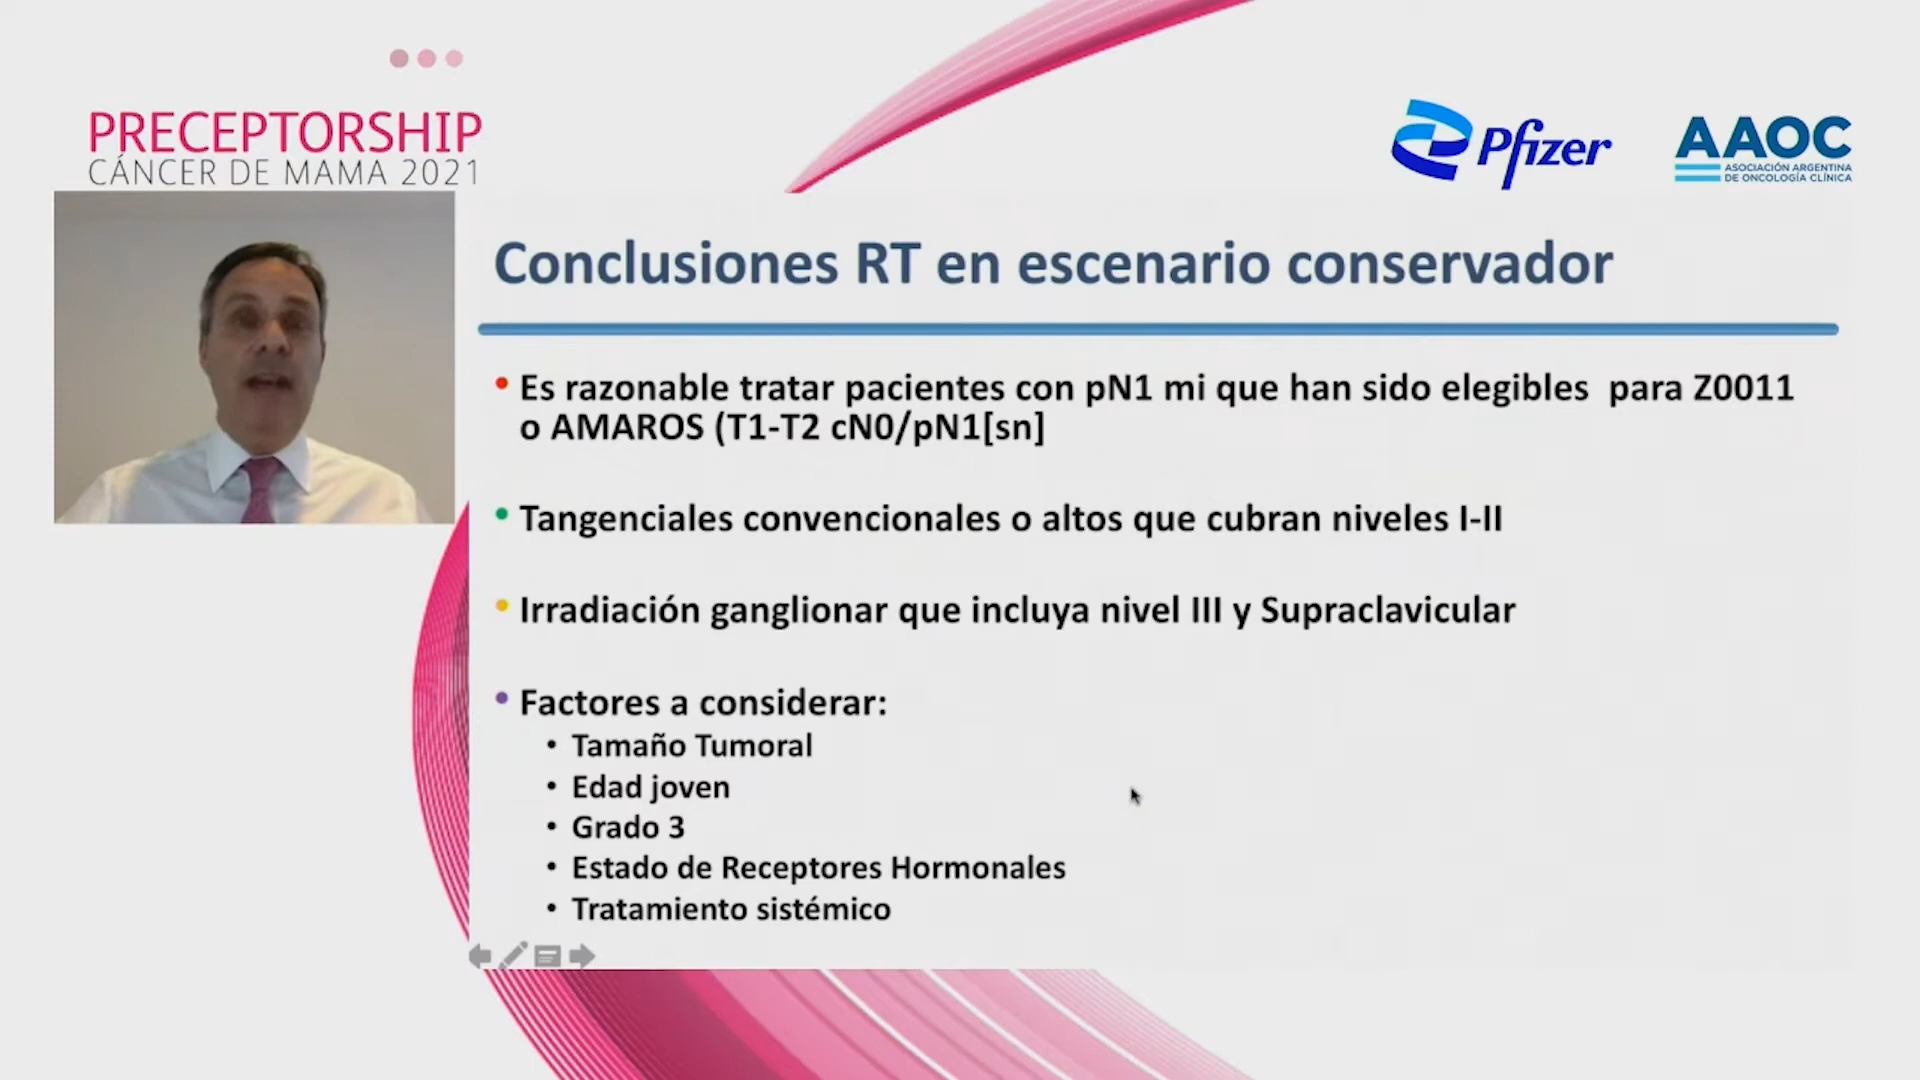 PRECEPTORSHIP
CÁNCER DE MAMA 2021
Pfizer
AAOC
ASOCIACIÓN ARGENTINA
DE ONCOLOGÍA CLÍNICA
Conclusiones RT en escenario conservador
• Es razonable tratar pacientes con pN1 mi que han sido elegibles para Z0011
o AMAROS (T1-T2 cN0/pN1[sn]
• Tangenciales convencionales o altos que cubran niveles I-II
• Irradiación ganglionar que incluya nivel III y Supraclavicular
• Factores a considerar:
• Tamaño Tumoral
• Edad joven
• Grado 3
• Estado de Receptores Hormonales
• Tratamiento sistémico